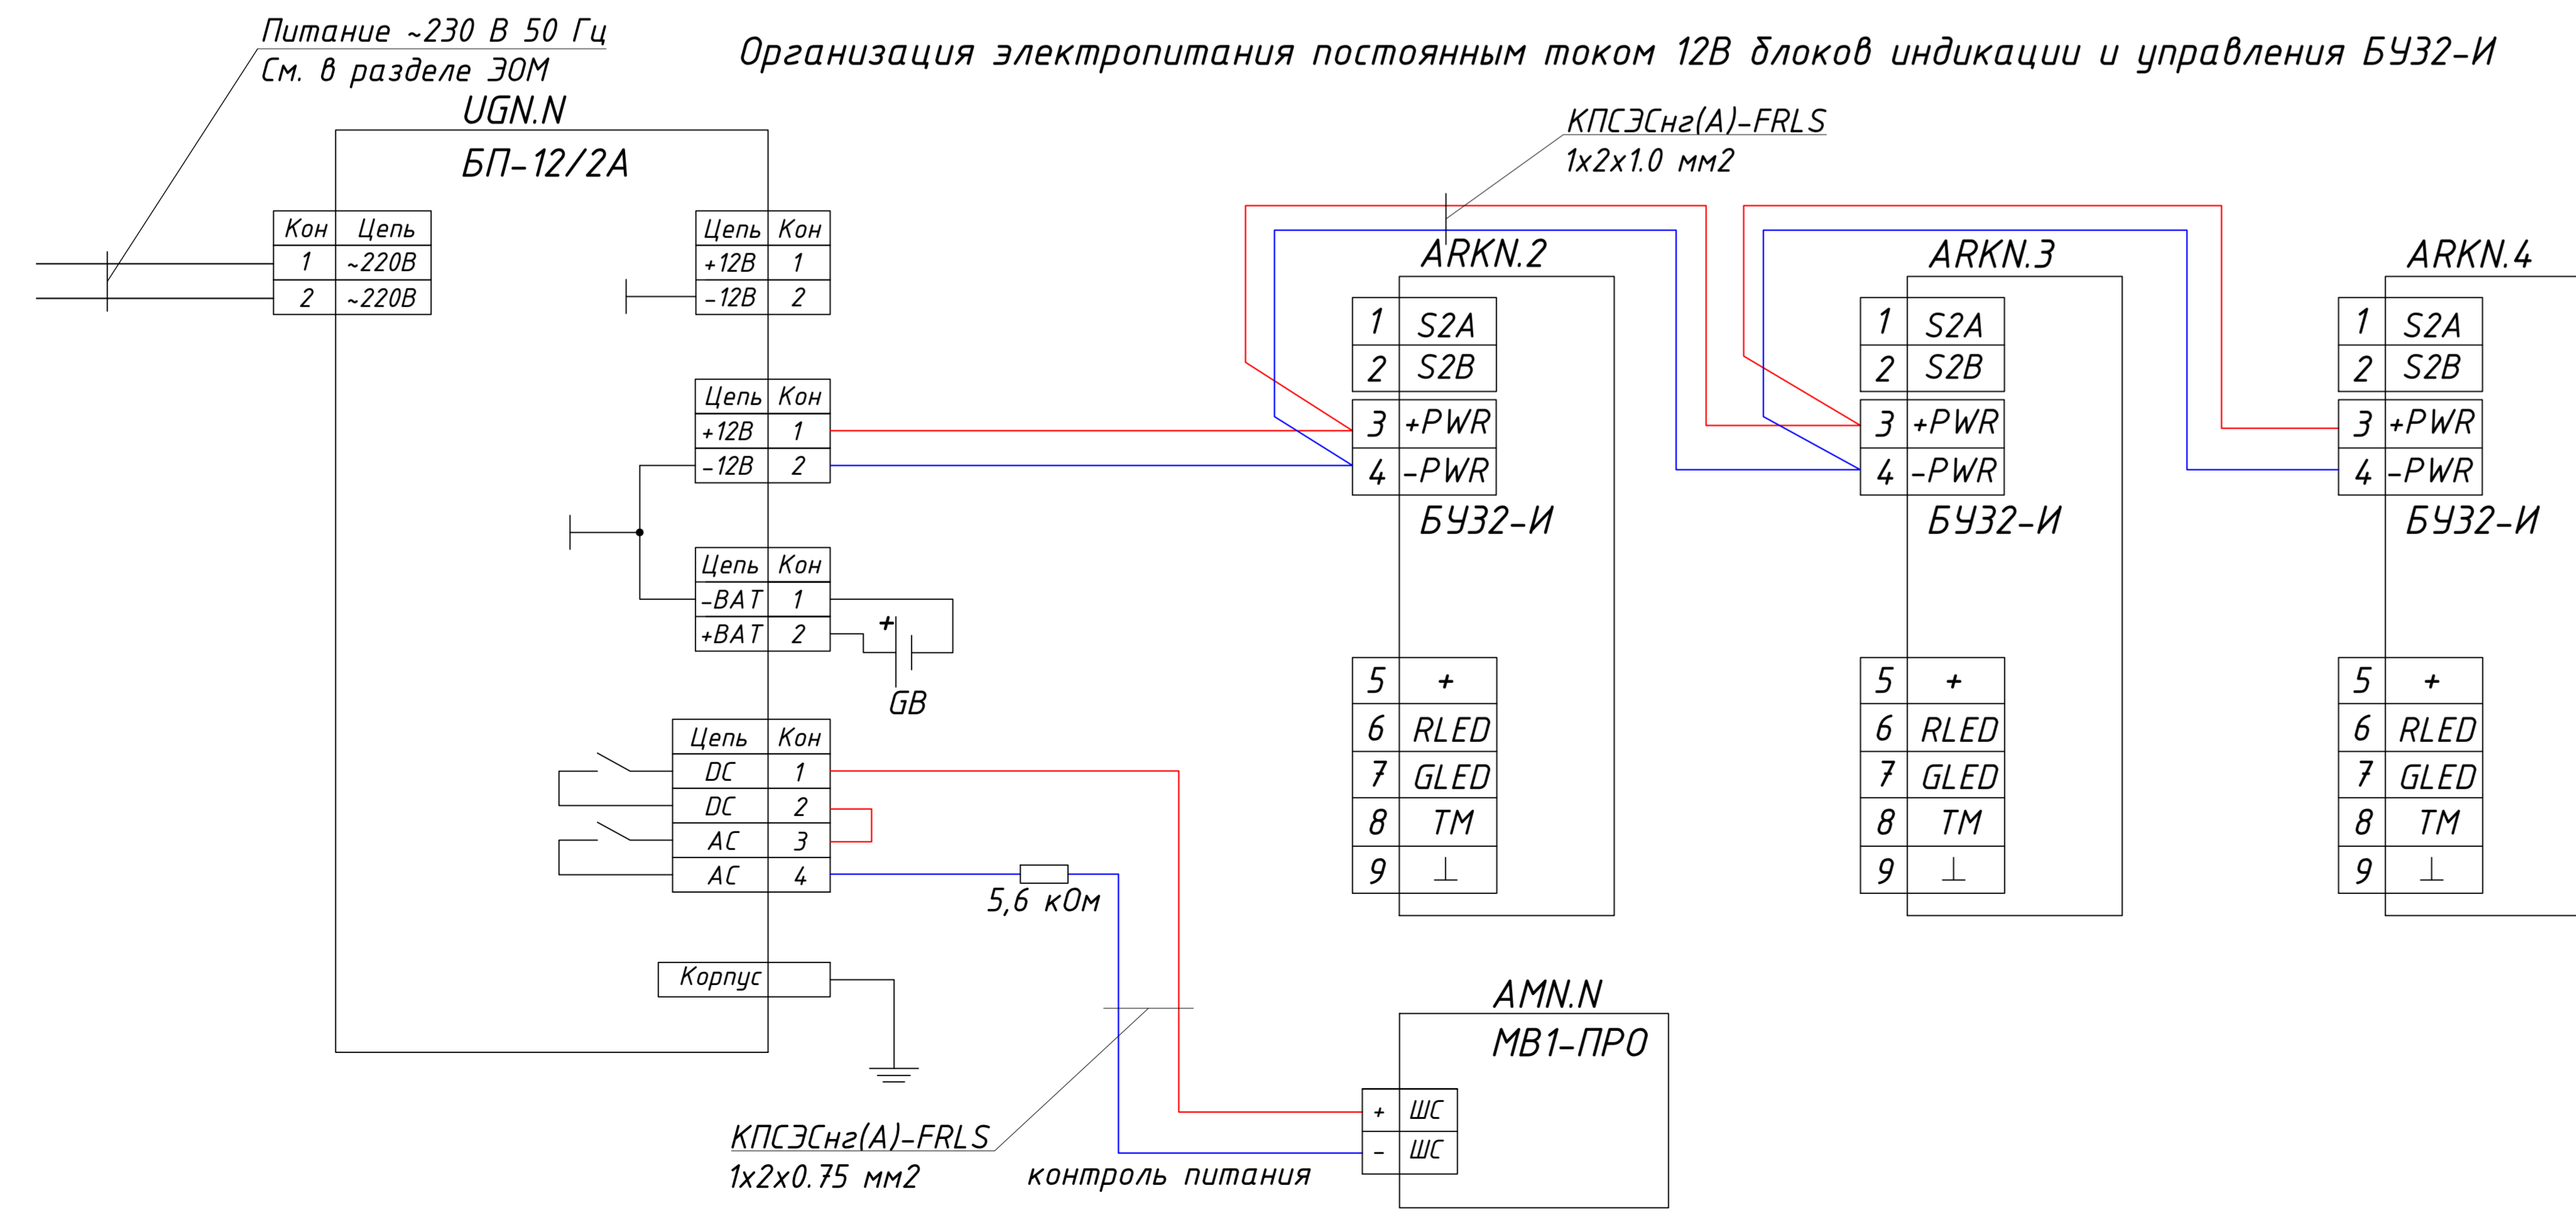 Питание ~230 В 50 Гц
См. в разделе ЭОМ
Организация электропитания постоянным током 12В блоков индикации и управления БУ32-И
UGN.N
БП-12/2А
Кон Цепь
1 ~220В
2 ~220В
Цепь Кон
+12В 1
-12В 2
Цепь Кон
+12В 1
-12В 2
Цепь Кон
-ВАТ 1
+ВАТ 2
+
GB
Цепь Кон
DC 1
DC 2
AC 3
AC 4
5,6 кОм
Корпус
КПСЭСнг(А)-FRLS
1х2х0.75 мм2
контроль питания
КПСЭСнг(А)-FRLS
1х2х1.0 мм2
ARKN.2
1 S2A
2 S2B
3 +PWR
4 -PWR
БУ32-И
5 +
6 RLED
7 GLED
8 TM
9 ⊥
ARKN.3
1 S2A
2 S2B
3 +PWR
4 -PWR
БУ32-И
5 +
6 RLED
7 GLED
8 TM
9 ⊥
ARKN.4
1 S2A
2 S2B
3 +PWR
4 -PWR
БУ32-И
5 +
6 RLED
7 GLED
8 TM
9 ⊥
AMN.N
МВ1-ПРО
+ ШС
- ШС